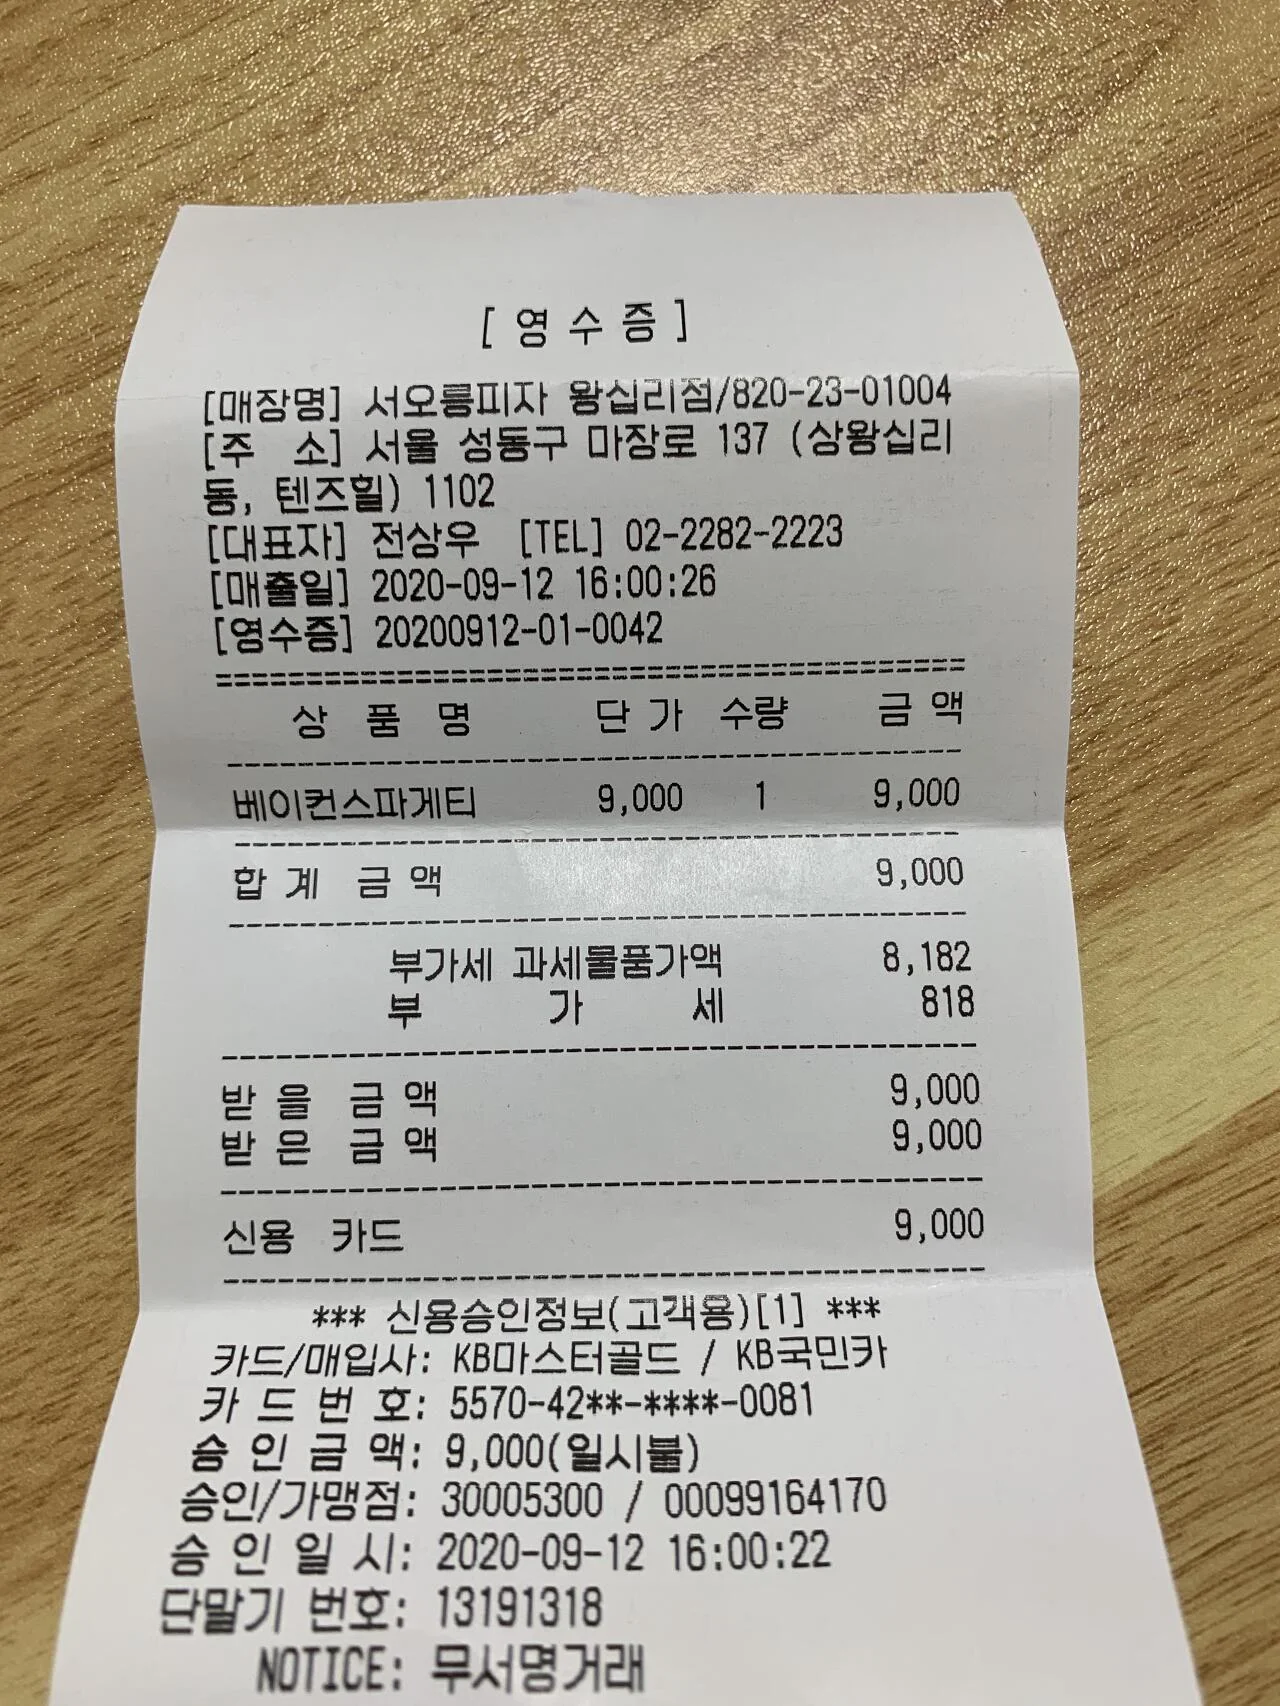 [ 영 수 증 ]
[매장명] 서오릉피자 왕십리점/820-23-01004
[주 소] 서울 성동구 마장로 137 (상왕십리
동, 텐즈힐) 1102
[대표자] 전상우 [TEL] 02-2282-2223
[매출일] 2020-09-12 16:00:26
[영수증] 20200912-01-0042
==========================================
상 품 명 단 가 수량 금 액
------------------------------------------
베이컨스파게티 9,000 1 9,000
------------------------------------------
합 계 금 액 9,000
------------------------------------------
부가세 과세물품가액 8,182
부 가 세 818
------------------------------------------
받 을 금 액 9,000
받 은 금 액 9,000
------------------------------------------
신용 카드 9,000
------------------------------------------
*** 신용승인정보(고객용)[1] ***
카드/매입사: KB마스터골드 / KB국민카
카 드 번 호: 5570-42**-****-0081
승 인 금 액: 9,000(일시불)
승인/가맹점: 30005300 / 00099164170
승 인 일 시: 2020-09-12 16:00:22
단말기 번호: 13191318
NOTICE: 무서명거래